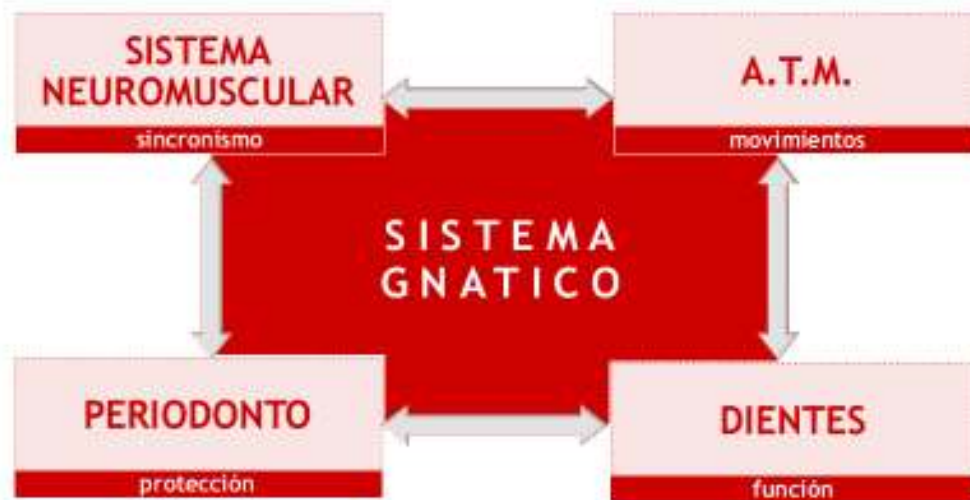 SISTEMA
NEUROMUSCULAR
sincronismo
A.T.M.
movimientos
SISTEMA
GNATICO
PERIODONTO
protección
DIENTES
función